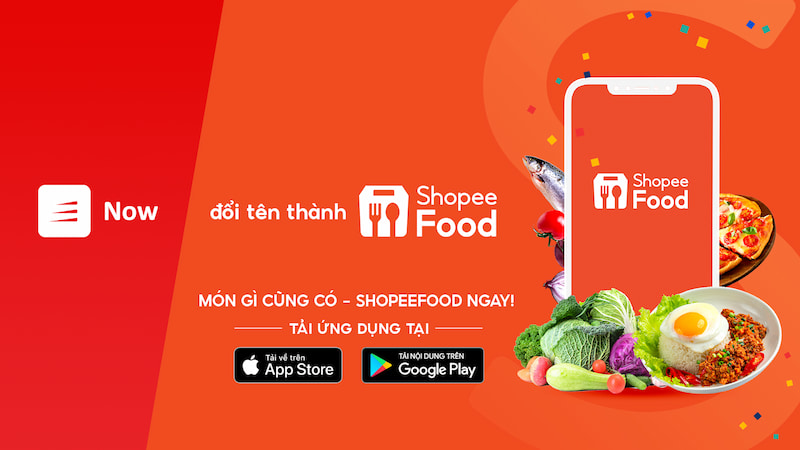 Now
đổi tên thành
Shopee
Food
MÓN GÌ CŨNG CÓ - SHOPEEFOOD NGAY!
TẢI ỨNG DỤNG TẠI
Tải về trên
App Store
TẢI NỘI DUNG TRÊN
Google Play
Shopee
Food